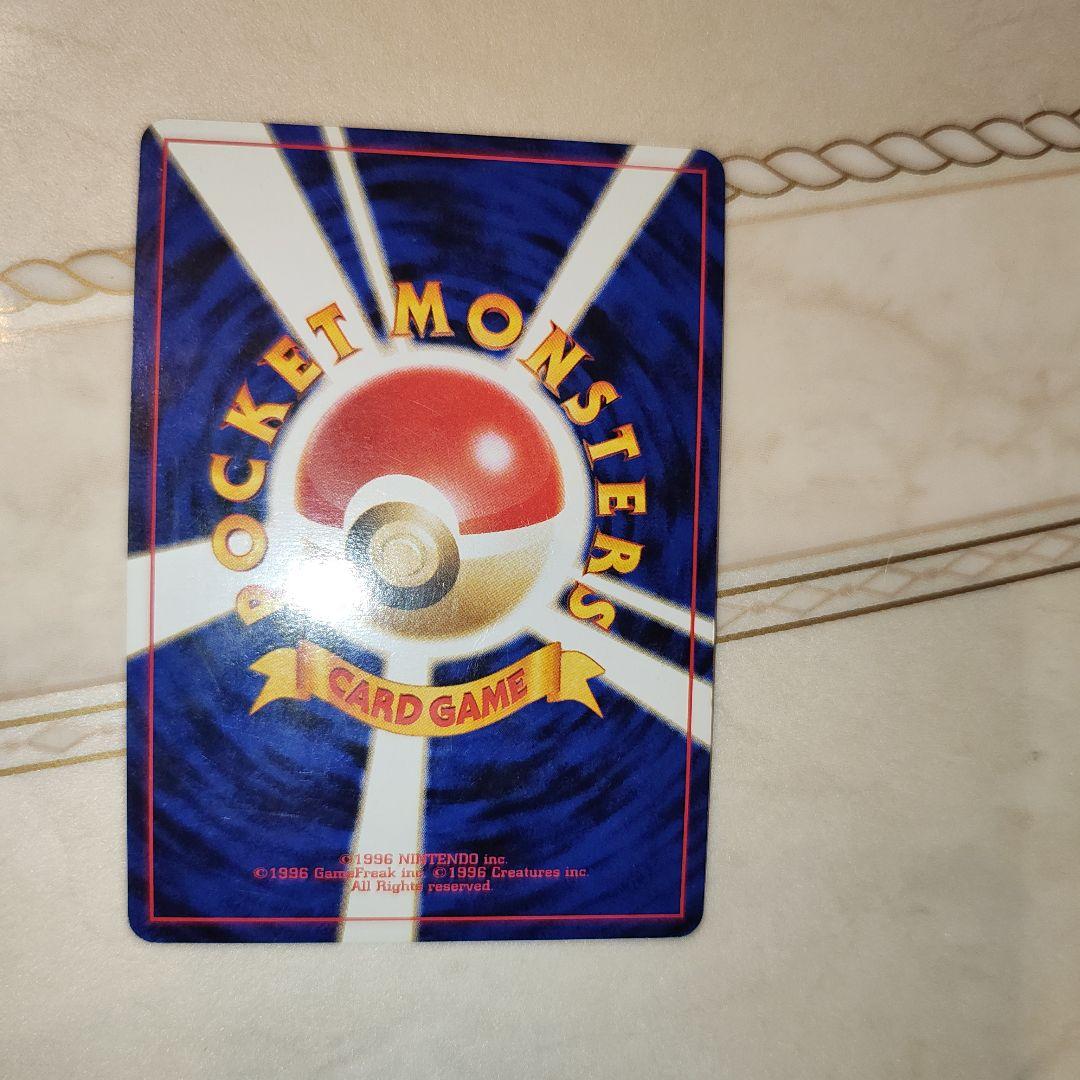 POCKET MONSTERS
CARD GAME
©1996 NINTENDO inc.
©1996 GameFreak inc. ©1996 Creatures inc.
All Rights reserved.